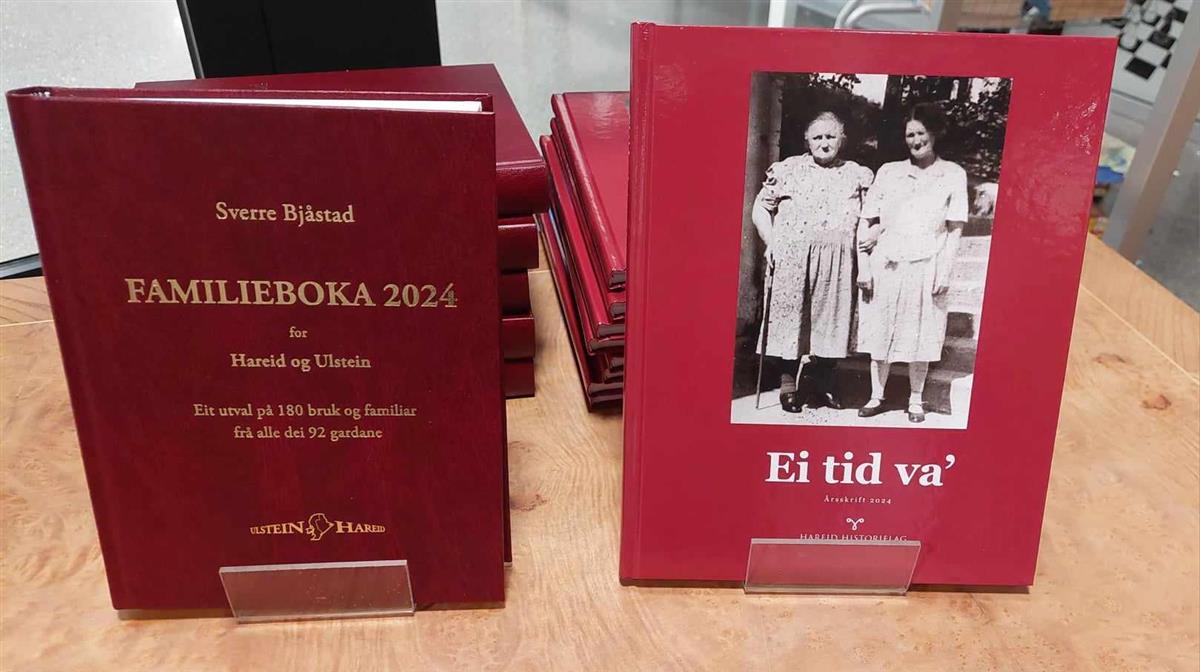 Sverre Bjåstad
FAMILIEBOKA 2024
for
Hareid og Ulstein
Eit utval på 180 bruk og familiar
frå alle dei 92 gardane
ULSTEIN HAREID
Ei tid va’
Årsskrift 2024
HAREID HISTORIELAG